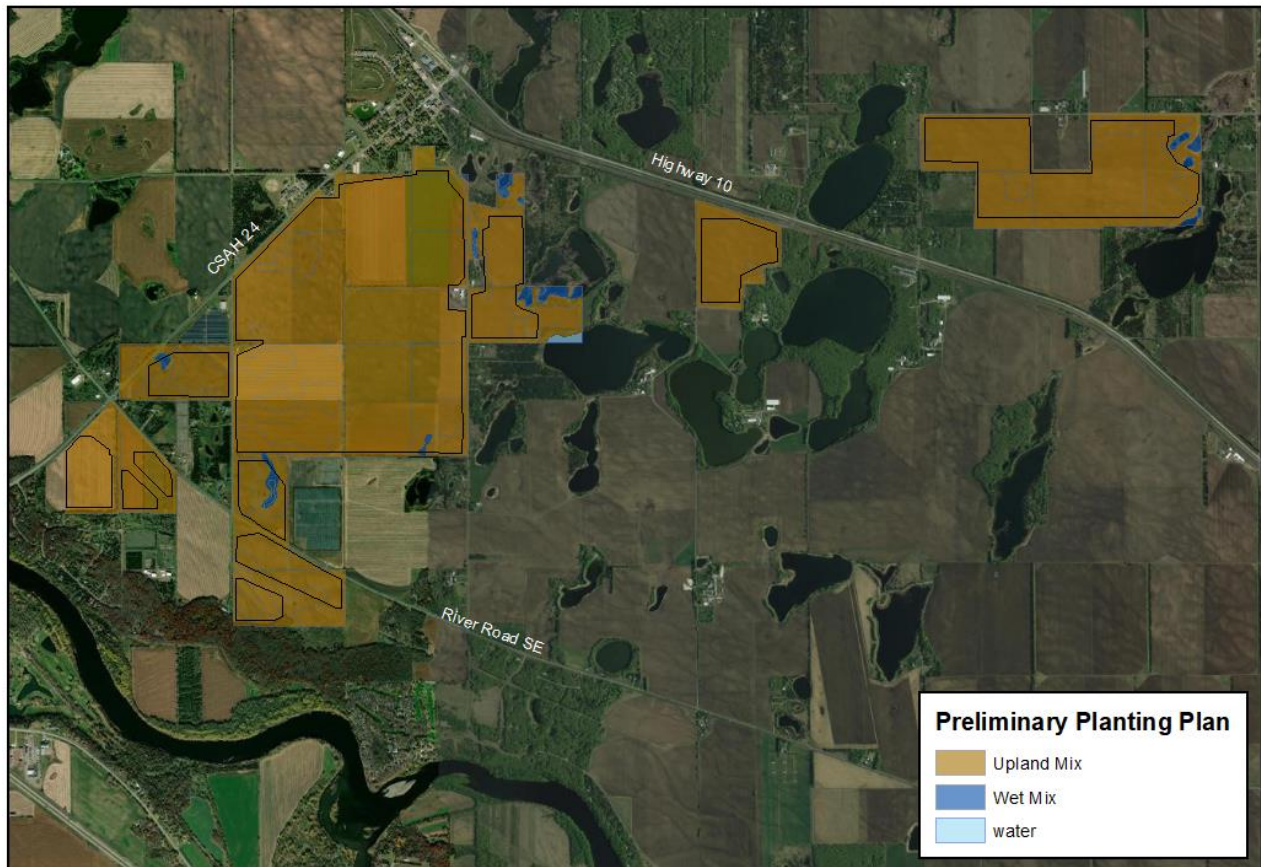 Highway 10
CSAH 24
River Road SE
Preliminary Planting Plan
Upland Mix
Wet Mix
water